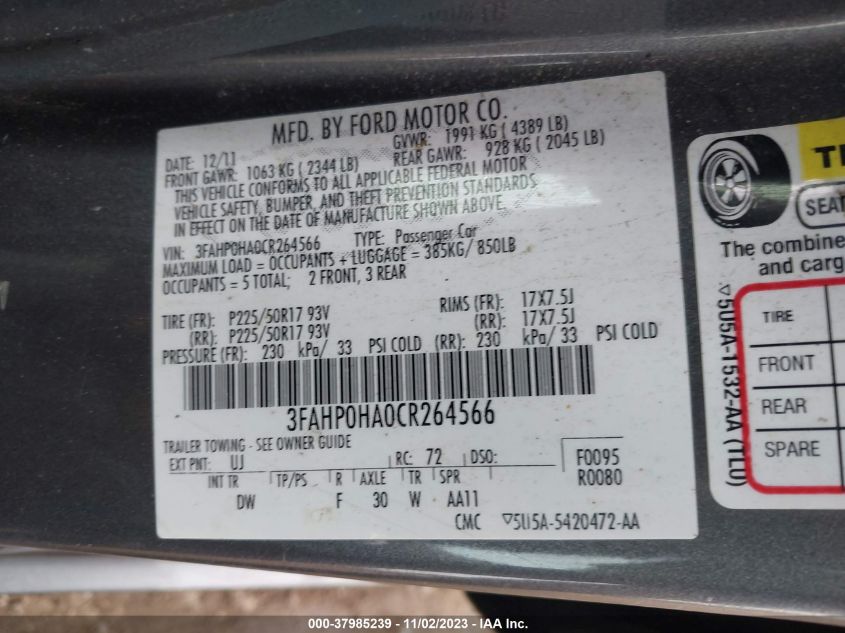 MFD. BY FORD MOTOR CO.
DATE: 12/11 GVWR: 1991 KG ( 4389 LB)
FRONT GAWR: 1063 KG ( 2344 LB) REAR GAWR: 928 KG ( 2045 LB)
THIS VEHICLE CONFORMS TO ALL APPLICABLE FEDERAL MOTOR
VEHICLE SAFETY, BUMPER, AND THEFT PREVENTION STANDARDS
IN EFFECT ON THE DATE OF MANUFACTURE SHOWN ABOVE.
VIN: 3FAHP0HA0CR264566 TYPE: Passenger Car
MAXIMUM LOAD = OCCUPANTS + LUGGAGE = 385KG/ 850LB
OCCUPANTS = 5 TOTAL; 2 FRONT, 3 REAR
TIRE (FR): P225/50R17 93V RIMS (FR): 17X7.5J
(RR): P225/50R17 93V (RR): 17X7.5J
PRESSURE (FR): 230 kPa/ 33 PSI COLD (RR): 230 kPa/ 33 PSI COLD
3FAHP0HA0CR264566
TRAILER TOWING - SEE OWNER GUIDE
EXT PNT: UJ RC: 72 DSO: F0095
INT TR TP/PS R AXLE TR SPR R0080
DW F 30 W AA11
CMC ▽5U5A-5420472-AA
SEAT
The combine
and carg
▽5U5A-1532-AA (TLU)
TIRE
FRONT
REAR
SPARE
000-37985239 - 11/02/2023 - IAA Inc.